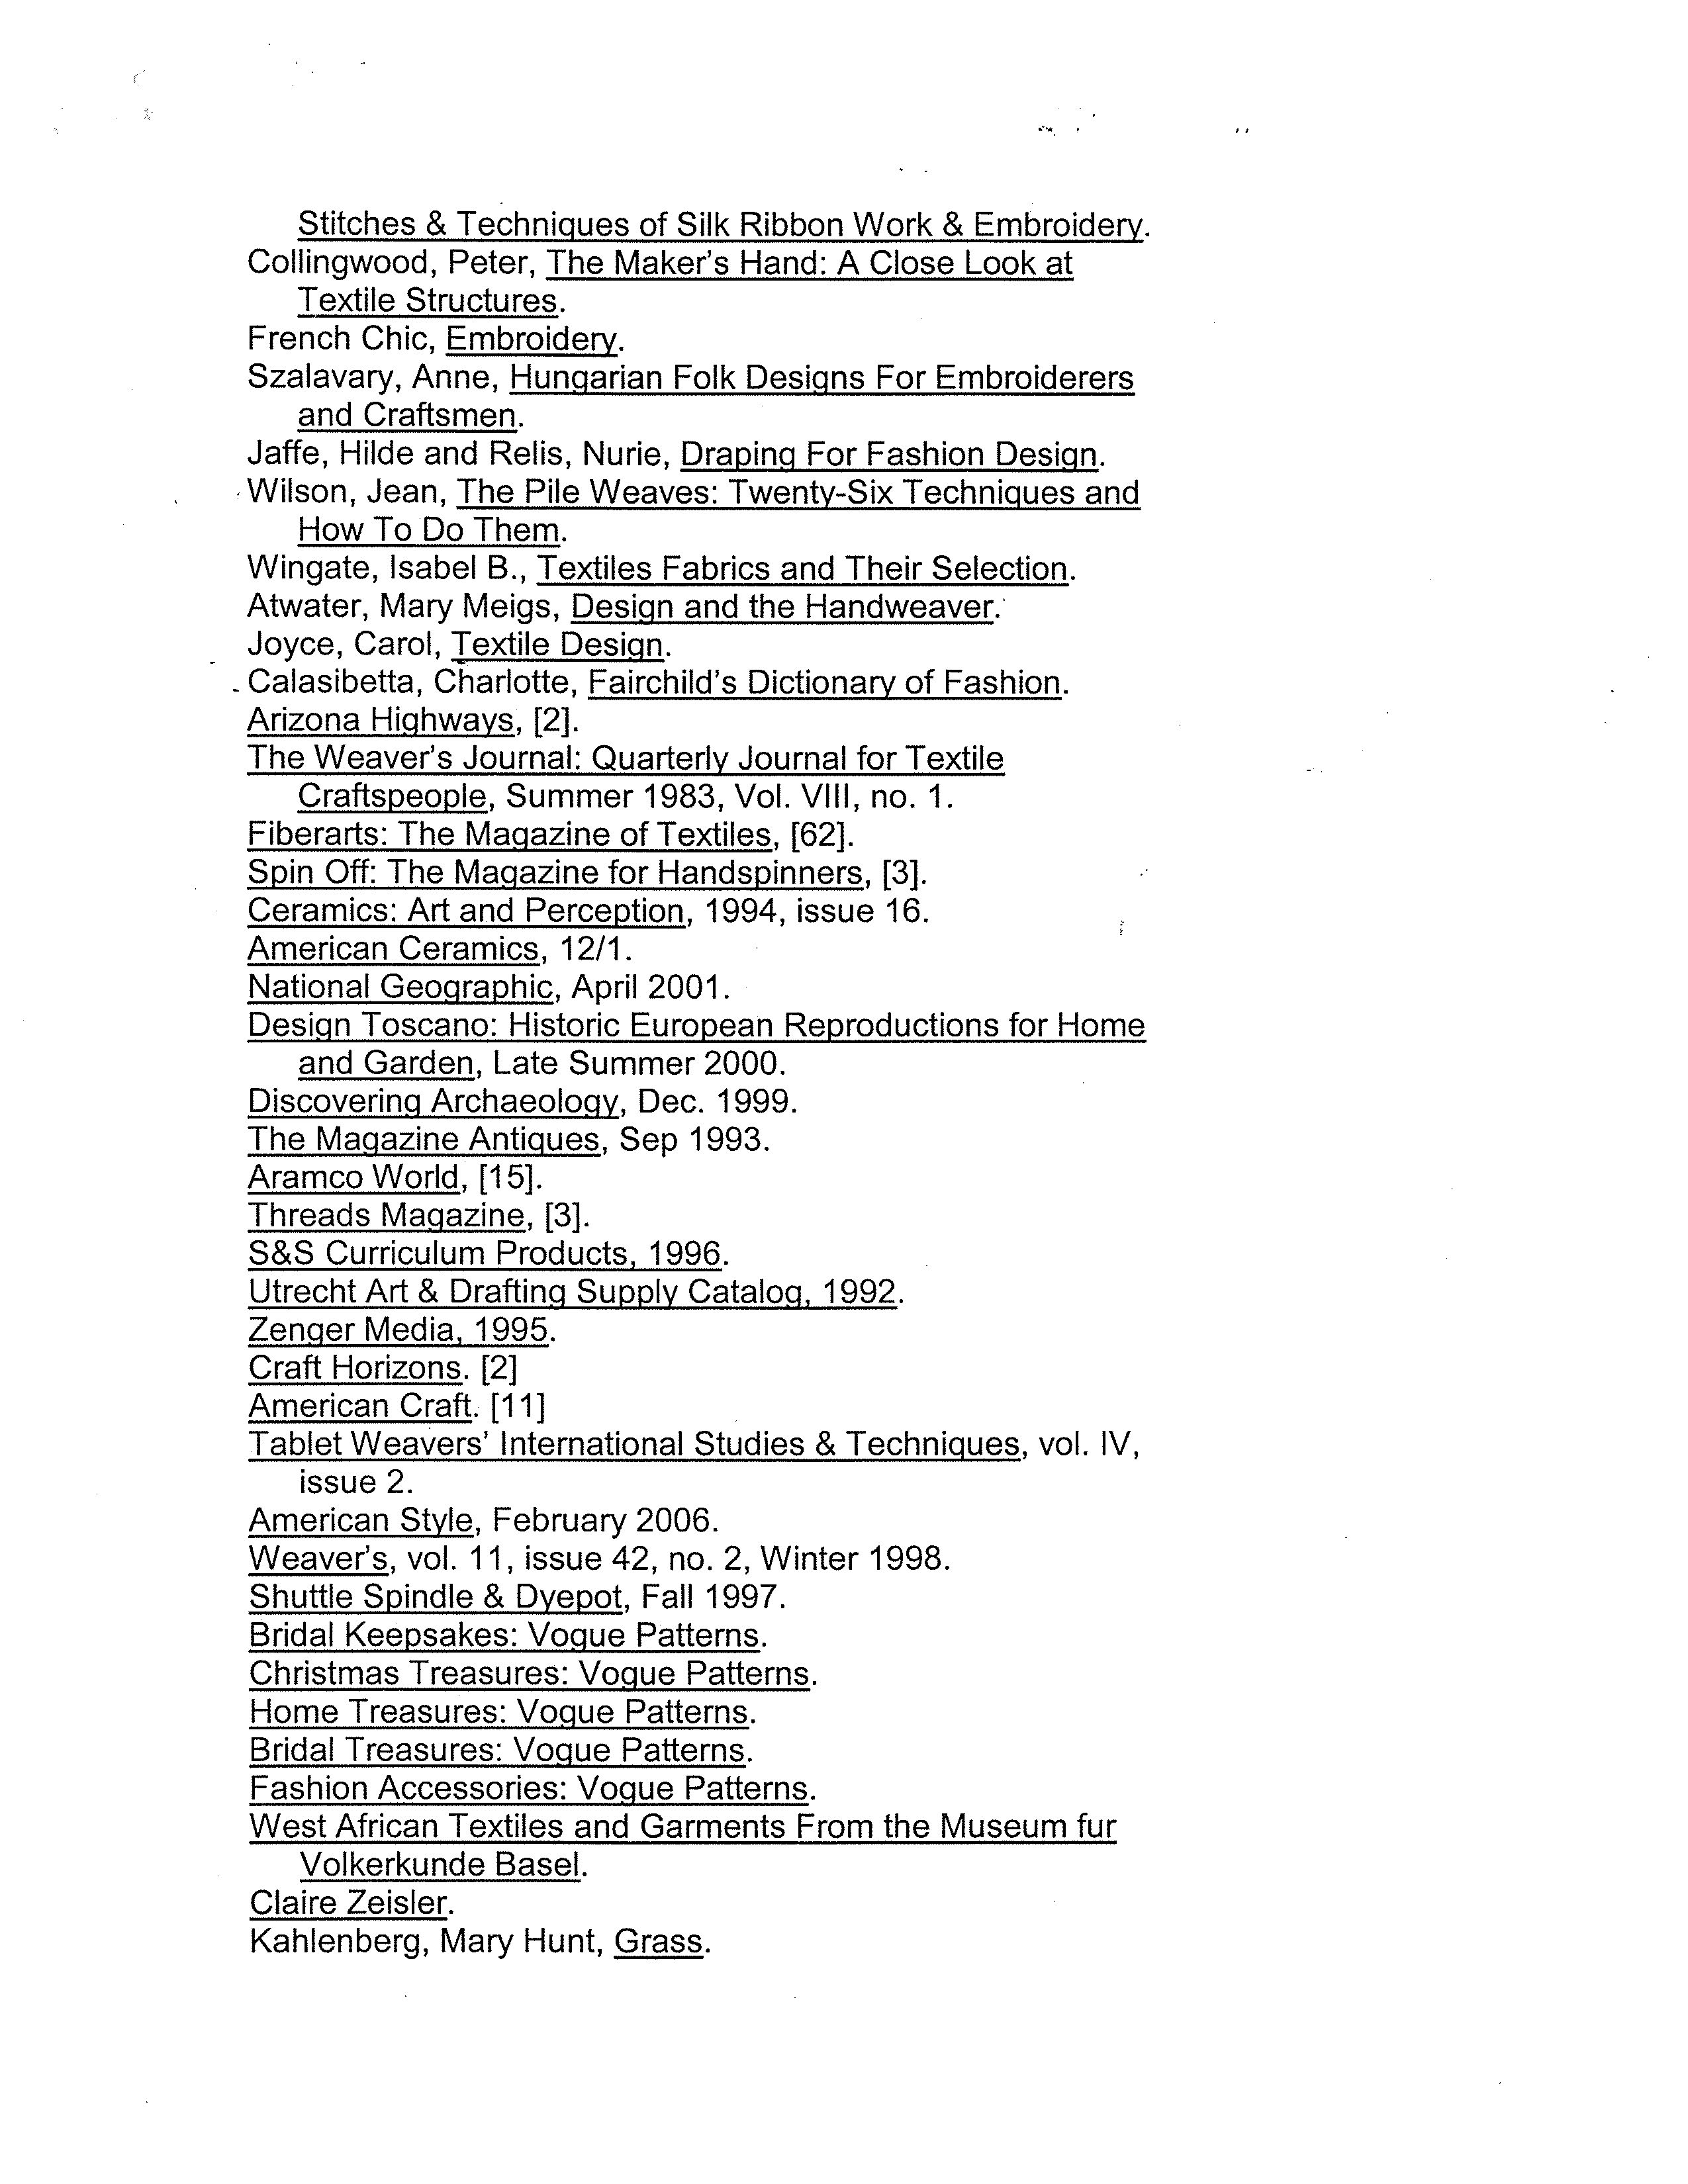 Stitches & Techniques of Silk Ribbon Work & Embroidery.
Collingwood, Peter, The Maker's Hand: A Close Look at
Textile Structures.
French Chic, Embroidery.
Szalavary, Anne, Hungarian Folk Designs For Embroiderers
and Craftsmen.
Jaffe, Hilde and Relis, Nurie, Draping For Fashion Design.
Wilson, Jean, The Pile Weaves: Twenty-Six Techniques and
How To Do Them.
Wingate, Isabel B., Textiles Fabrics and Their Selection.
Atwater, Mary Meigs, Design and the Handweaver.
Joyce, Carol, Textile Design.
Calasibetta, Charlotte, Fairchild's Dictionary of Fashion.
Arizona Highways, [2].
The Weaver's Journal: Quarterly Journal for Textile
Craftspeople, Summer 1983, Vol. VIII, no. 1.
Fiberarts: The Magazine of Textiles, [62].
Spin Off: The Magazine for Handspinners, [3].
Ceramics: Art and Perception, 1994, issue 16.
American Ceramics, 12/1.
National Geographic, April 2001.
Design Toscano: Historic European Reproductions for Home
and Garden, Late Summer 2000.
Discovering Archaeology, Dec. 1999.
The Magazine Antiques, Sep 1993.
Aramco World, [15].
Threads Magazine, [3].
S&S Curriculum Products, 1996.
Utrecht Art & Drafting Supply Catalog, 1992.
Zenger Media, 1995.
Craft Horizons. [2]
American Craft. [11]
Tablet Weavers' International Studies & Techniques, vol. IV,
issue 2.
American Style, February 2006.
Weaver's, vol. 11, issue 42, no. 2, Winter 1998.
Shuttle Spindle & Dyepot, Fall 1997.
Bridal Keepsakes: Vogue Patterns.
Christmas Treasures: Vogue Patterns.
Home Treasures: Vogue Patterns.
Bridal Treasures: Vogue Patterns.
Fashion Accessories: Vogue Patterns.
West African Textiles and Garments From the Museum fur
Volkerkunde Basel.
Claire Zeisler.
Kahlenberg, Mary Hunt, Grass.